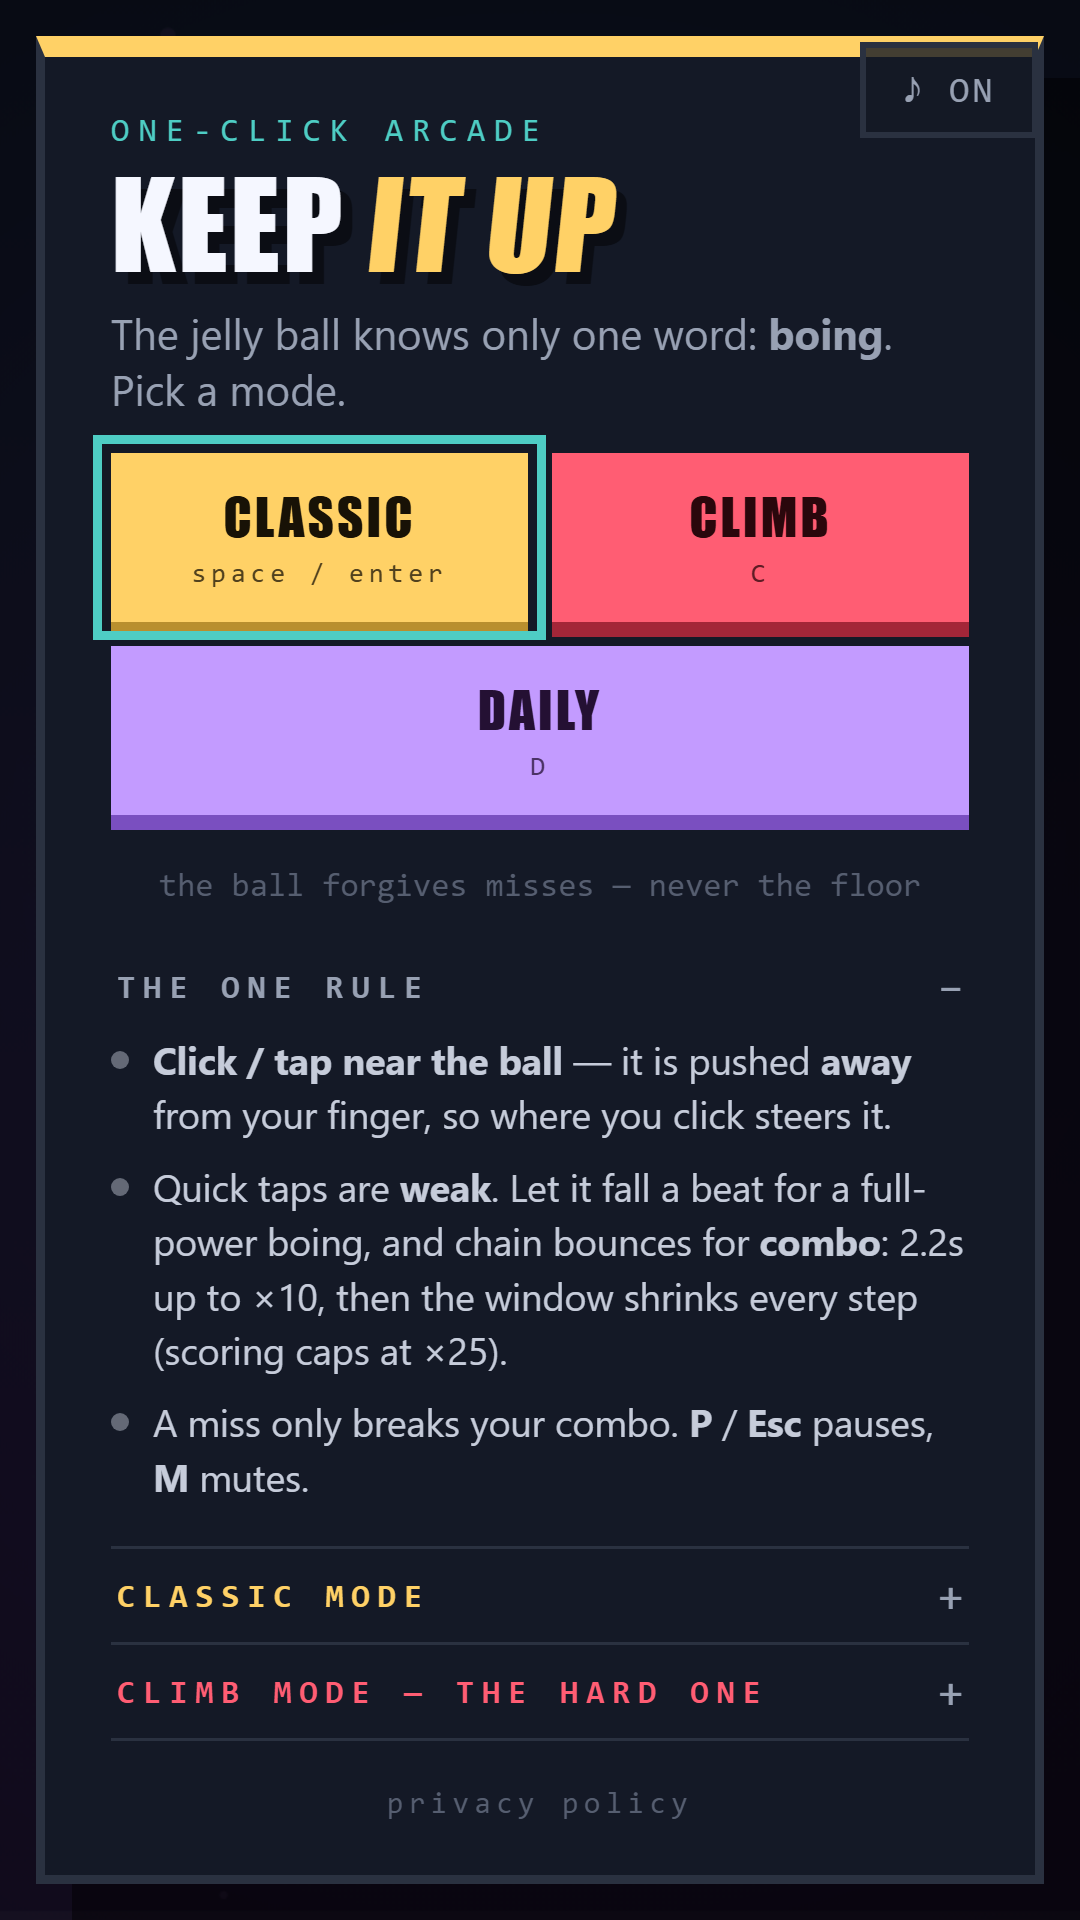 ♪ ON
ONE-CLICK ARCADE
KEEP IT UP
The jelly ball knows only one word: boing.
Pick a mode.
CLASSIC
space / enter
CLIMB
C
DAILY
D
the ball forgives misses — never the floor
THE ONE RULE –
Click / tap near the ball — it is pushed away
from your finger, so where you click steers it.
Quick taps are weak. Let it fall a beat for a full-
power boing, and chain bounces for combo: 2.2s
up to ×10, then the window shrinks every step
(scoring caps at ×25).
A miss only breaks your combo. P / Esc pauses,
M mutes.
CLASSIC MODE +
CLIMB MODE — THE HARD ONE +
privacy policy